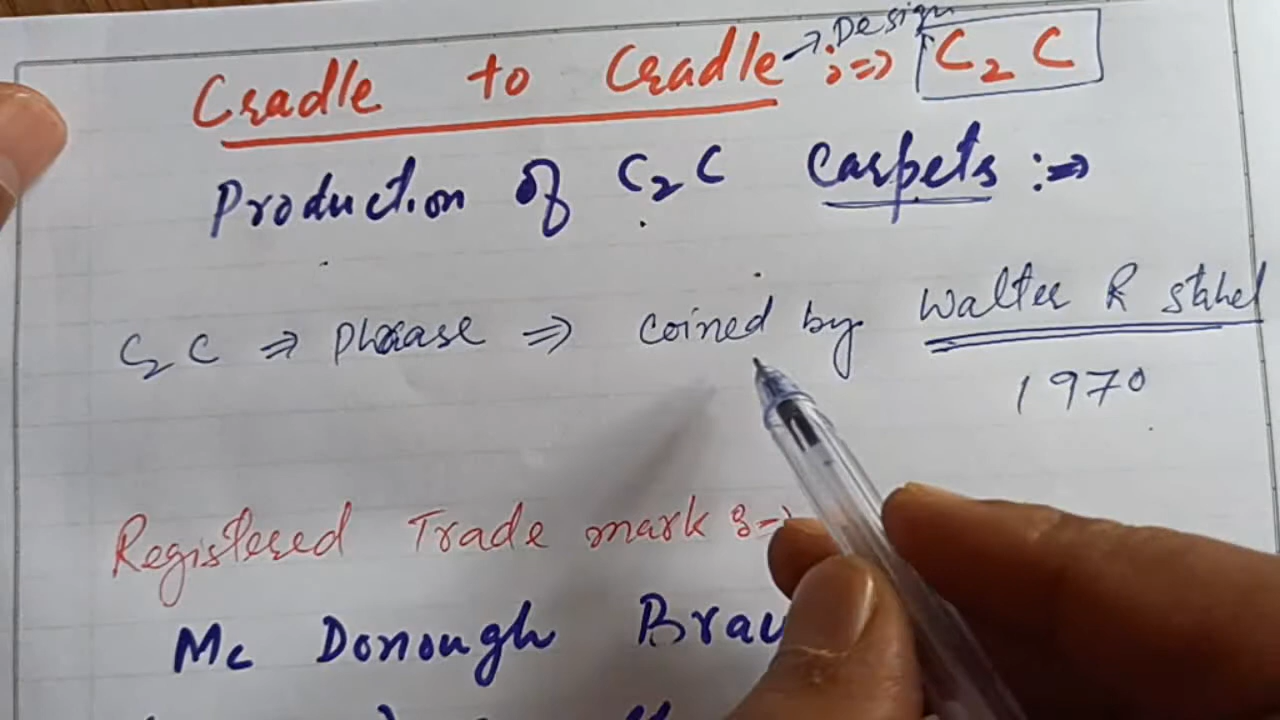 Cradle to Cradle → Design :⇒ C2C
Production of C2C Carpets :⇒
C2C ⇒ Phrase ⇒ coined by Walter R Stahel
1970
Registered Trade mark :→
Mc Donough